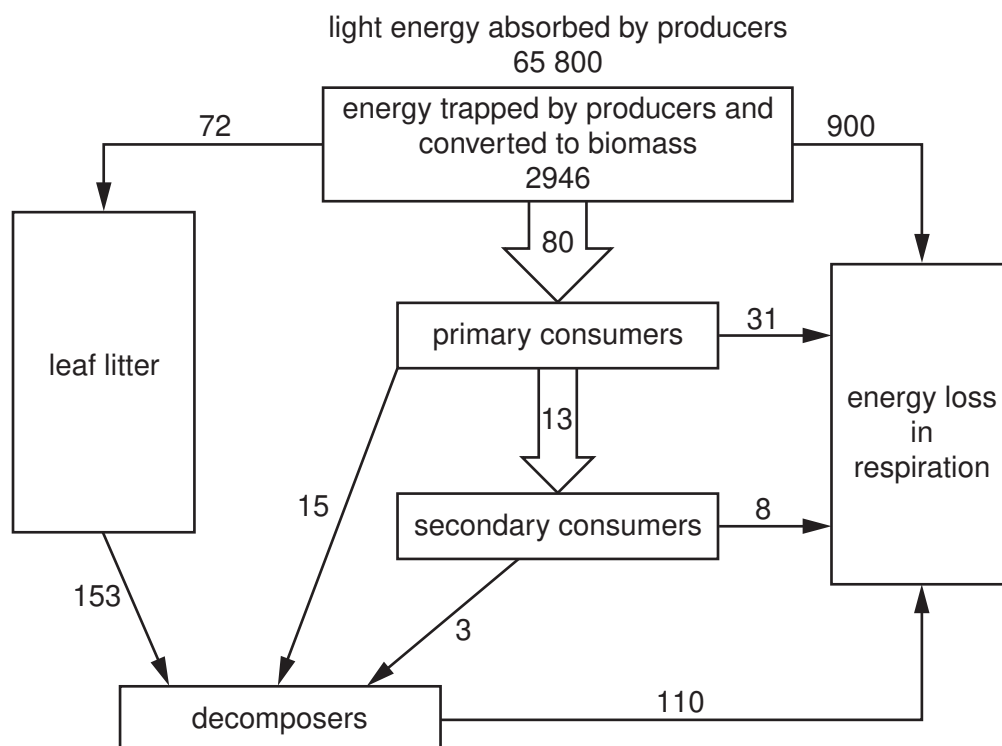 light energy absorbed by producers
65 800
energy trapped by producers and
converted to biomass
2946
72
900
80
leaf litter
primary consumers
31
energy loss
in
respiration
13
15
secondary consumers
8
153
3
decomposers
110